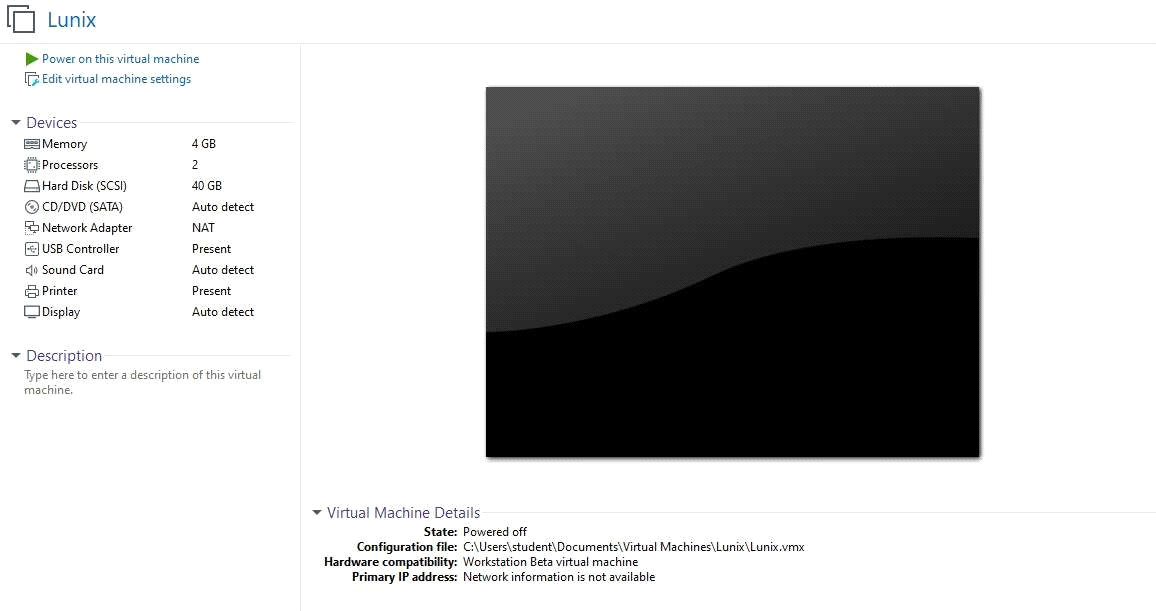 Lunix
Power on this virtual machine
Edit virtual machine settings
Devices
Memory 4 GB
Processors 2
Hard Disk (SCSI) 40 GB
CD/DVD (SATA) Auto detect
Network Adapter NAT
USB Controller Present
Sound Card Auto detect
Printer Present
Display Auto detect
Description
Type here to enter a description of this virtual
machine.
Virtual Machine Details
State: Powered off
Configuration file: C:\Users\student\Documents\Virtual Machines\Lunix\Lunix.vmx
Hardware compatibility: Workstation Beta virtual machine
Primary IP address: Network information is not available